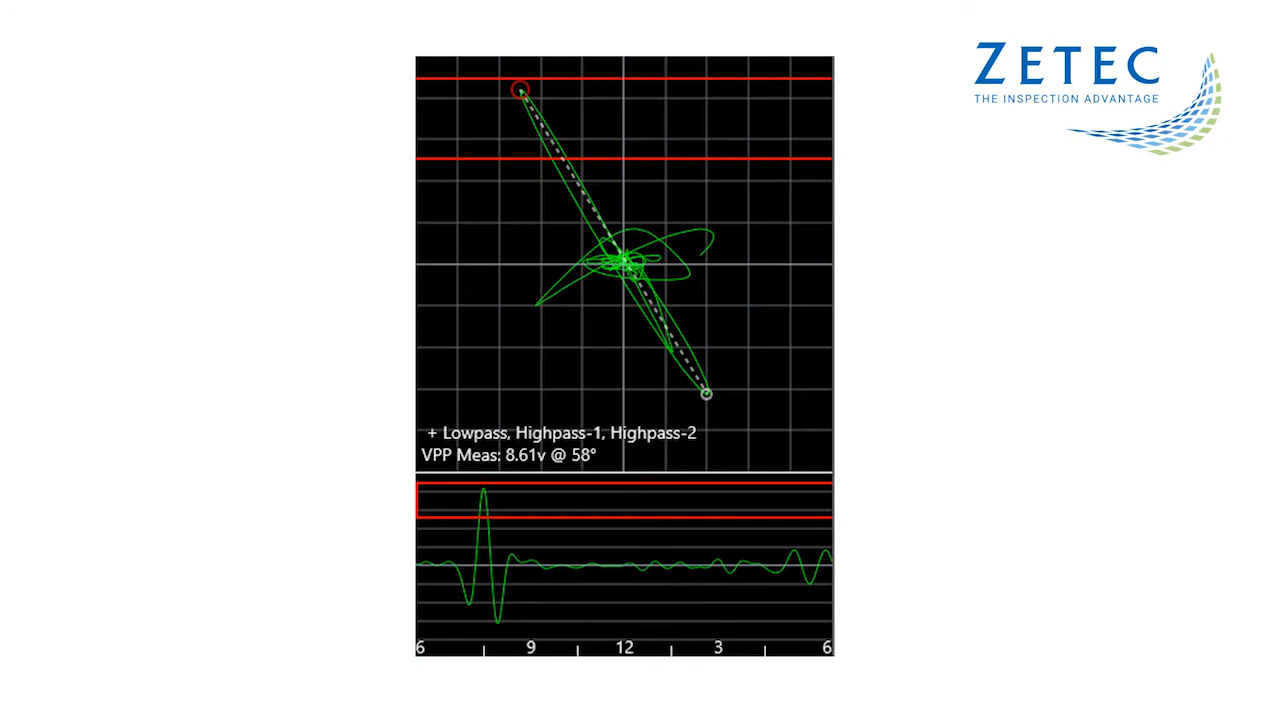 ZETEC
THE INSPECTION ADVANTAGE
+ Lowpass, Highpass-1, Highpass-2
VPP Meas: 8.61v @ 58°
6 9 12 3 6